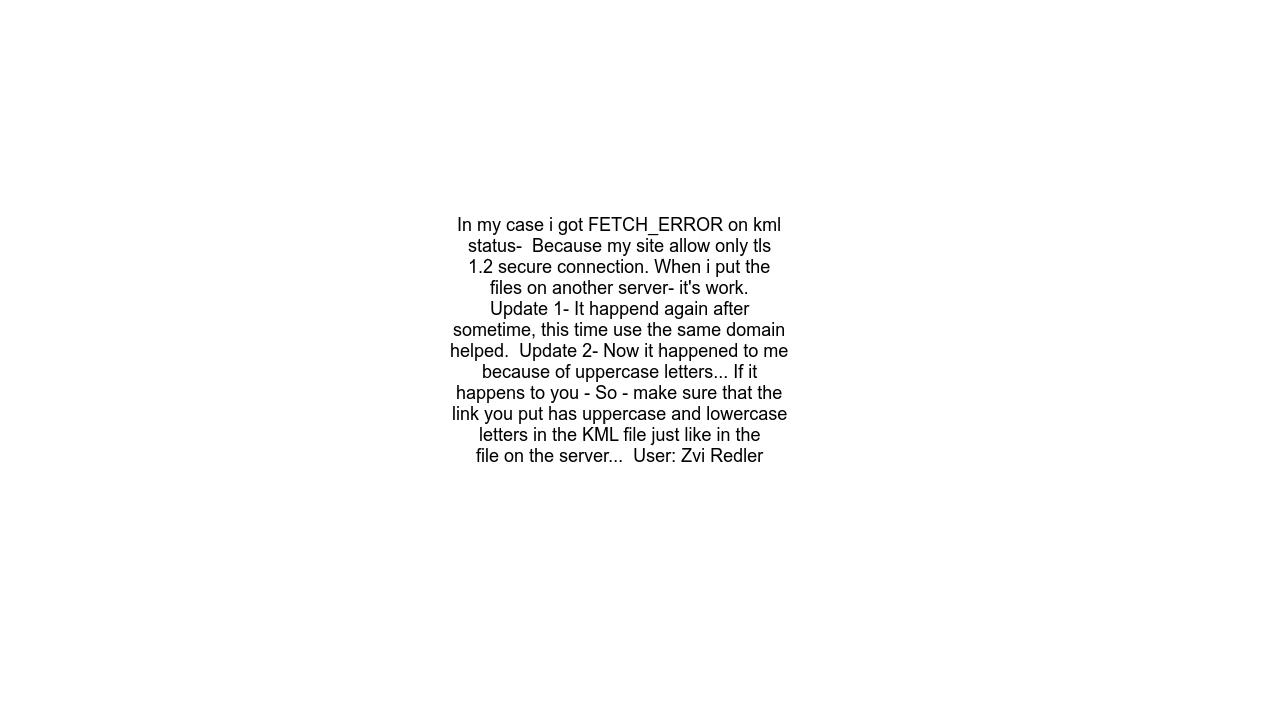 In my case i got FETCH_ERROR on kml
status-  Because my site allow only tls
1.2 secure connection. When i put the
files on another server- it's work.
Update 1- It happend again after
sometime, this time use the same domain
helped.  Update 2- Now it happened to me
because of uppercase letters... If it
happens to you - So - make sure that the
link you put has uppercase and lowercase
letters in the KML file just like in the
file on the server...  User: Zvi Redler